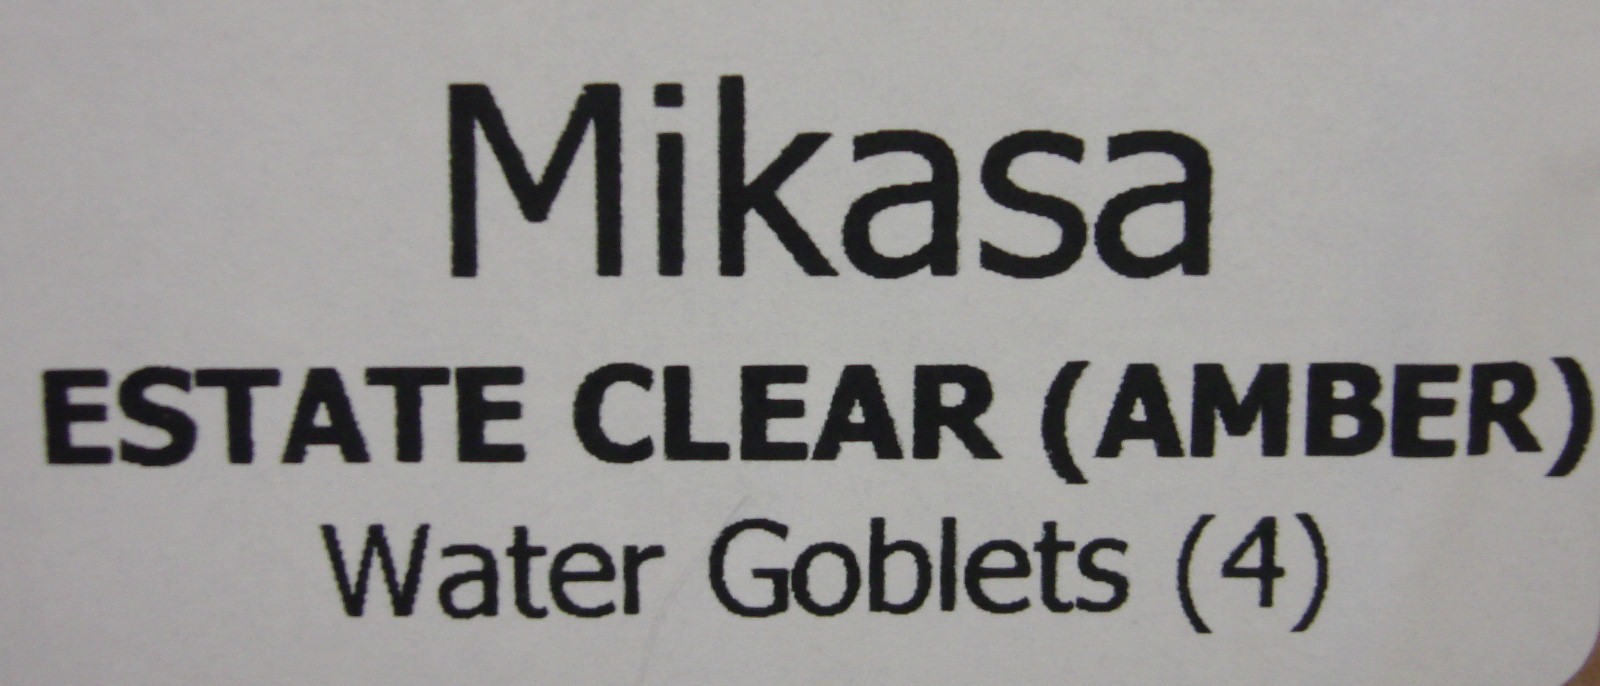 Mikasa
ESTATE CLEAR (AMBER)
Water Goblets (4)